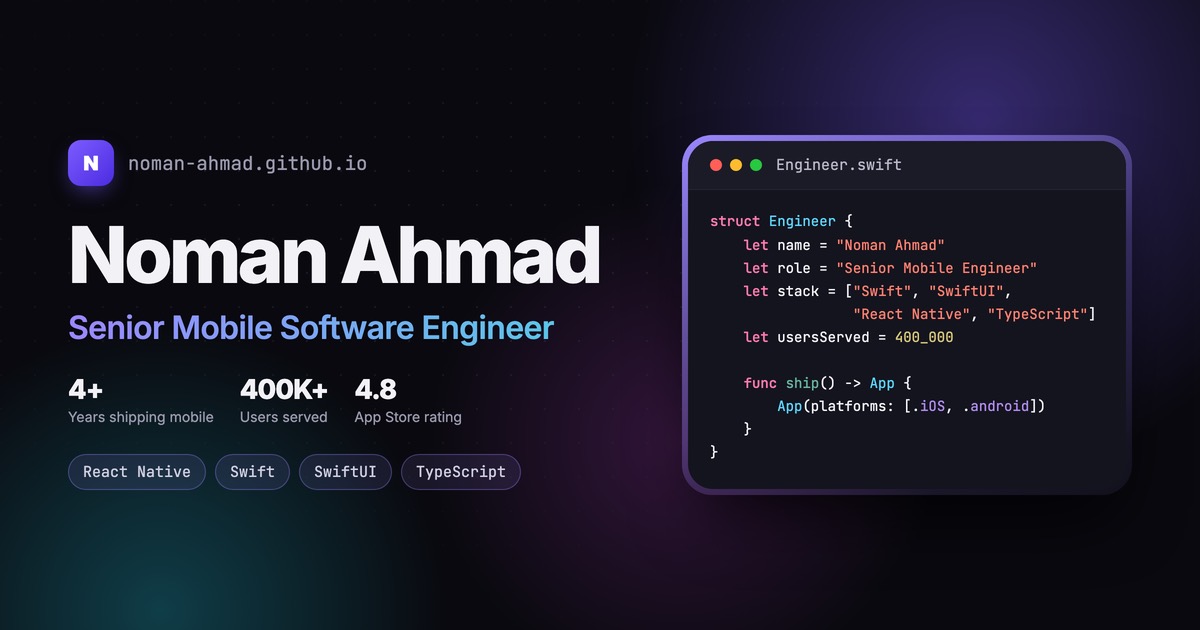 N
noman-ahmad.github.io
Noman Ahmad
Senior Mobile Software Engineer
4+ 400K+ 4.8
Years shipping mobile Users served App Store rating
React Native Swift SwiftUI TypeScript
Engineer.swift
struct Engineer {
    let name = "Noman Ahmad"
    let role = "Senior Mobile Engineer"
    let stack = ["Swift", "SwiftUI",
                 "React Native", "TypeScript"]
    let usersServed = 400_000

    func ship() -> App {
        App(platforms: [.iOS, .android])
    }
}